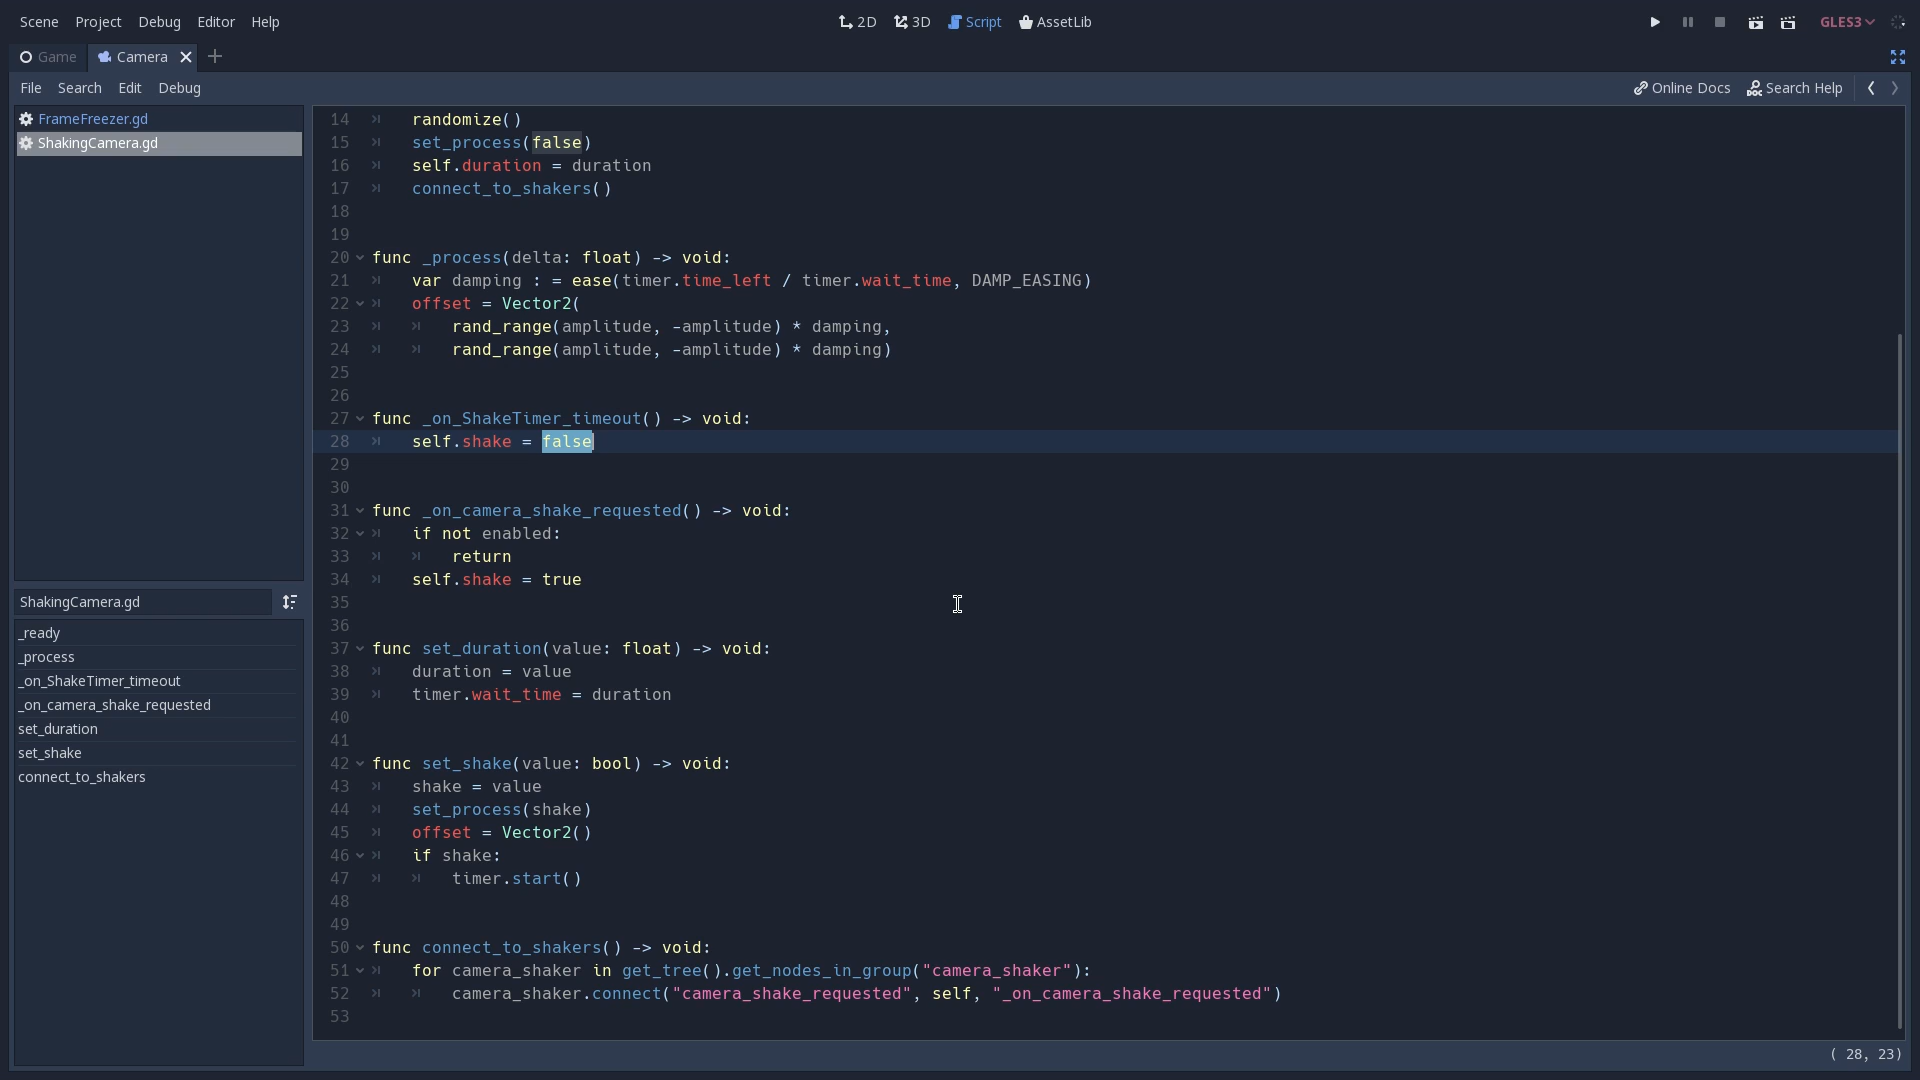 Scene Project Debug Editor Help 2D 3D Script AssetLib GLES3
Game Camera
File Search Edit Debug Online Docs Search Help
FrameFreezer.gd
ShakingCamera.gd
ShakingCamera.gd
_ready
_process
_on_ShakeTimer_timeout
_on_camera_shake_requested
set_duration
set_shake
connect_to_shakers
14 randomize()
15 set_process(false)
16 self.duration = duration
17 connect_to_shakers()
18
19
20 func _process(delta: float) -> void:
21 var damping : = ease(timer.time_left / timer.wait_time, DAMP_EASING)
22 offset = Vector2(
23 rand_range(amplitude, -amplitude) * damping,
24 rand_range(amplitude, -amplitude) * damping)
25
26
27 func _on_ShakeTimer_timeout() -> void:
28 self.shake = false
29
30
31 func _on_camera_shake_requested() -> void:
32 if not enabled:
33 return
34 self.shake = true
35
36
37 func set_duration(value: float) -> void:
38 duration = value
39 timer.wait_time = duration
40
41
42 func set_shake(value: bool) -> void:
43 shake = value
44 set_process(shake)
45 offset = Vector2()
46 if shake:
47 timer.start()
48
49
50 func connect_to_shakers() -> void:
51 for camera_shaker in get_tree().get_nodes_in_group("camera_shaker"):
52 camera_shaker.connect("camera_shake_requested", self, "_on_camera_shake_requested")
53
( 28, 23)